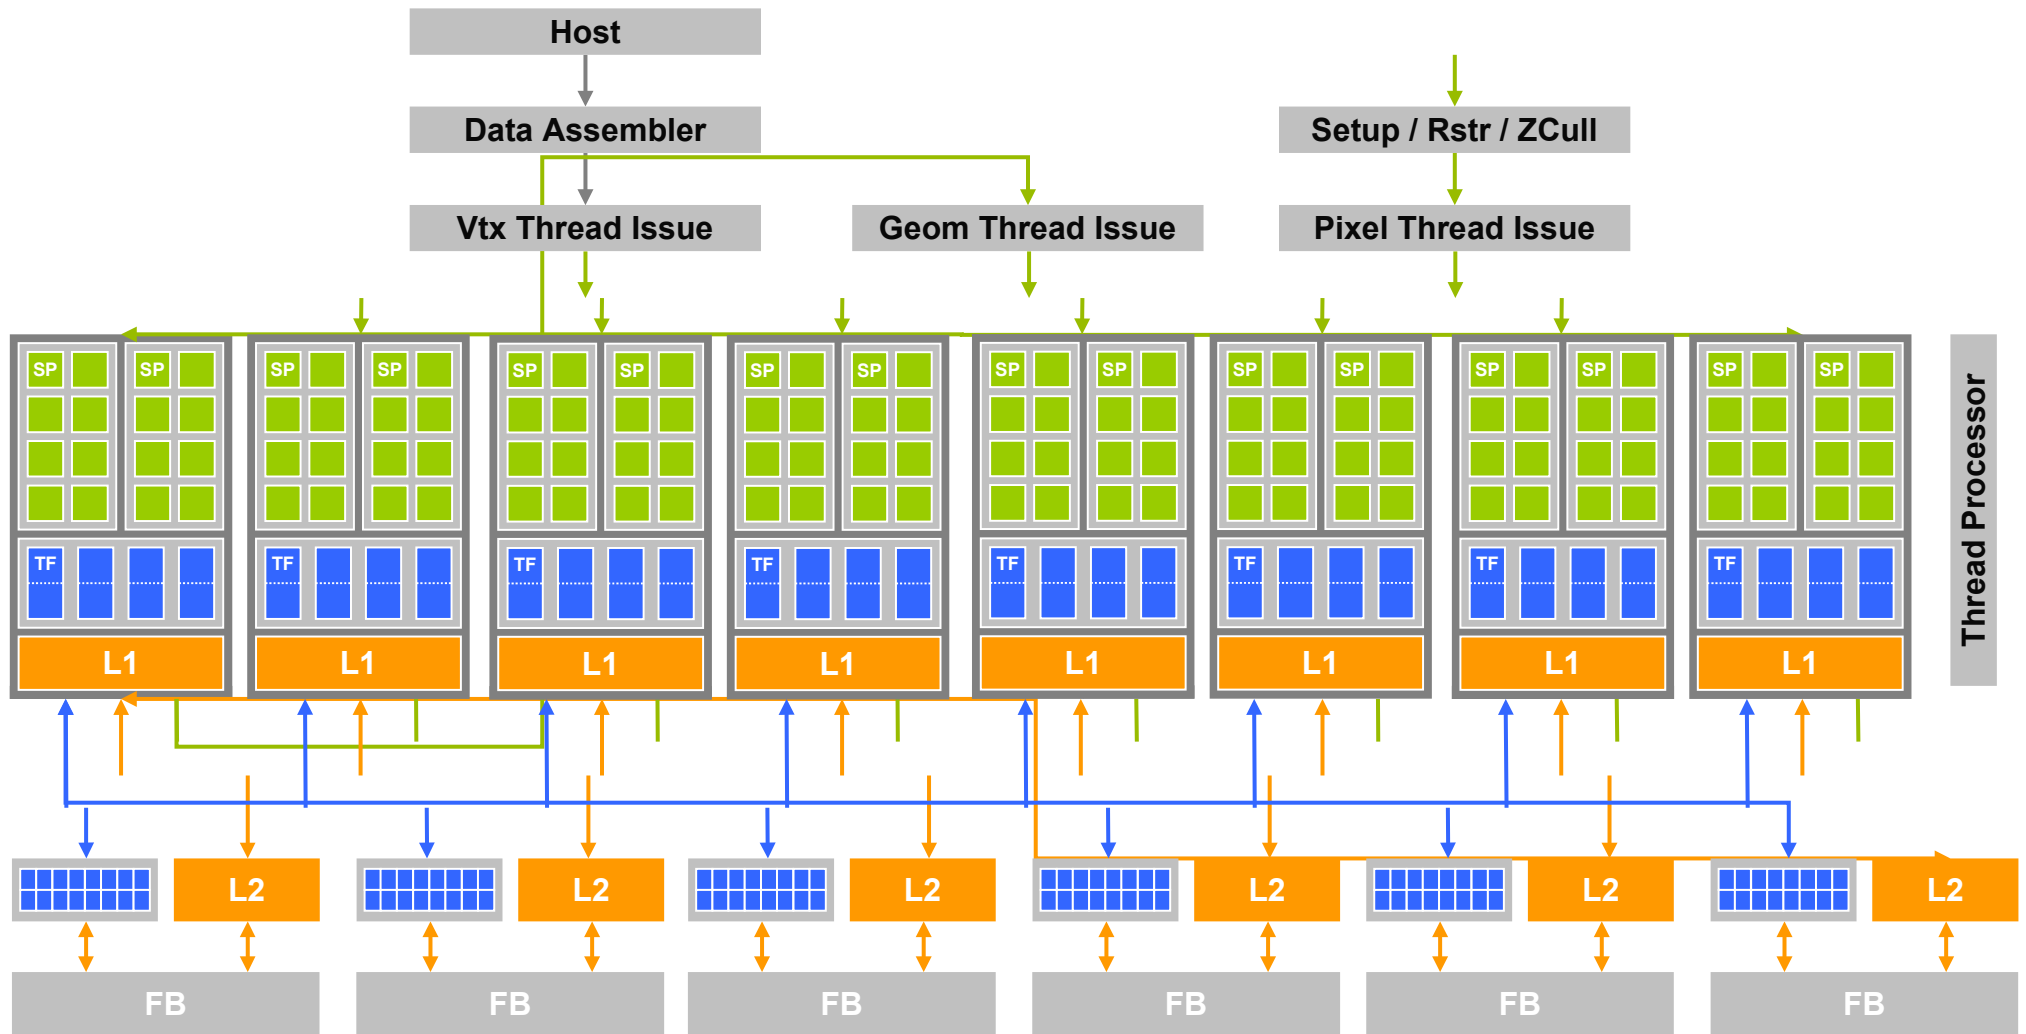 Host
Data Assembler
Setup / Rstr / ZCull
Vtx Thread Issue
Geom Thread Issue
Pixel Thread Issue
SP SP SP SP SP SP SP SP SP SP SP SP SP SP SP SP
TF TF TF TF TF TF TF TF
L1 L1 L1 L1 L1 L1 L1 L1
Thread Processor
L2 L2 L2 L2 L2 L2
FB FB FB FB FB FB